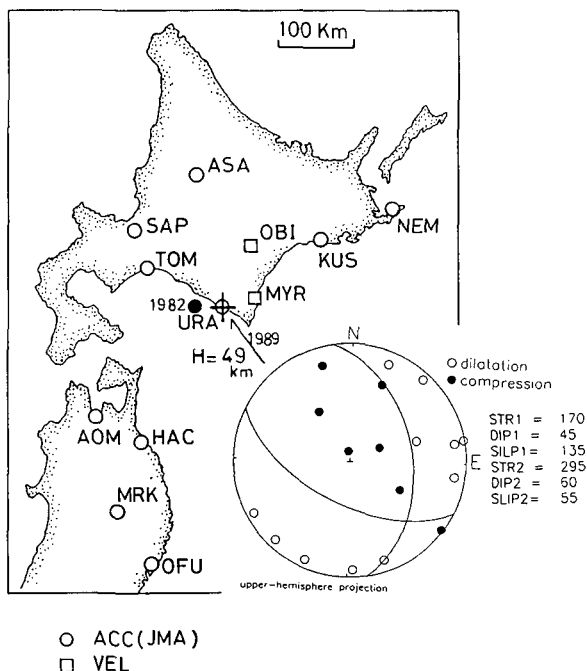 100 Km
ASA
SAP
NEM
OBI
KUS
TOM
MYR
1982
URA
1989
H=49
km
N
○ dilatation
● compression
AOM
HAC
E
STR1 = 170
DIP1 = 45
SILP1= 135
STR2 = 295
DIP2 = 60
SLIP2= 55
MRK
OFU
upper-hemisphere projection
○ ACC(JMA)
□ VEL